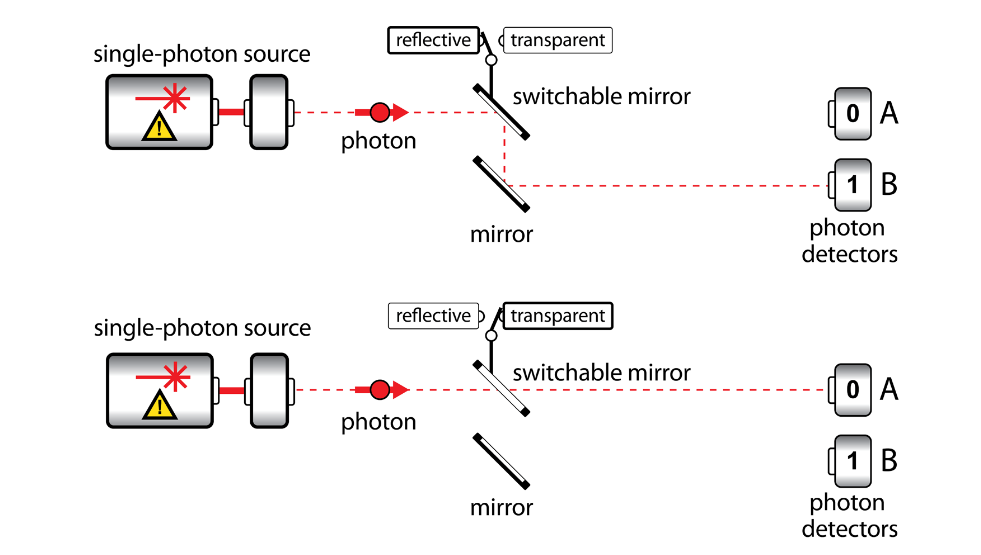 reflective transparent
single-photon source
switchable mirror
! 0 A
photon
1 B
mirror
photon
detectors
reflective transparent
single-photon source
switchable mirror
! 0 A
photon
1 B
mirror
photon
detectors